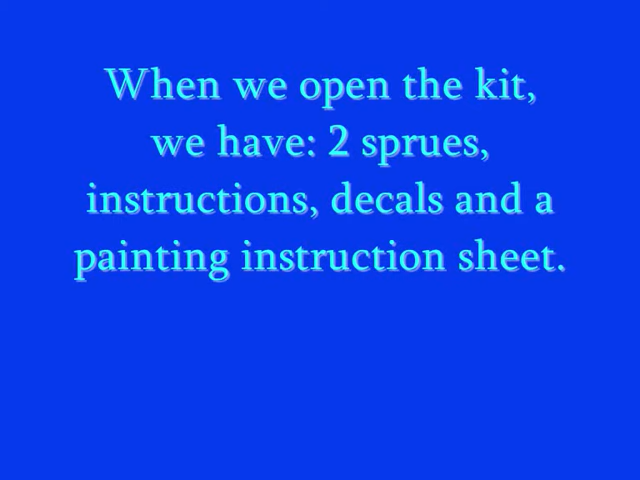 When we open the kit,
we have: 2 sprues,
instructions, decals and a
painting instruction sheet.